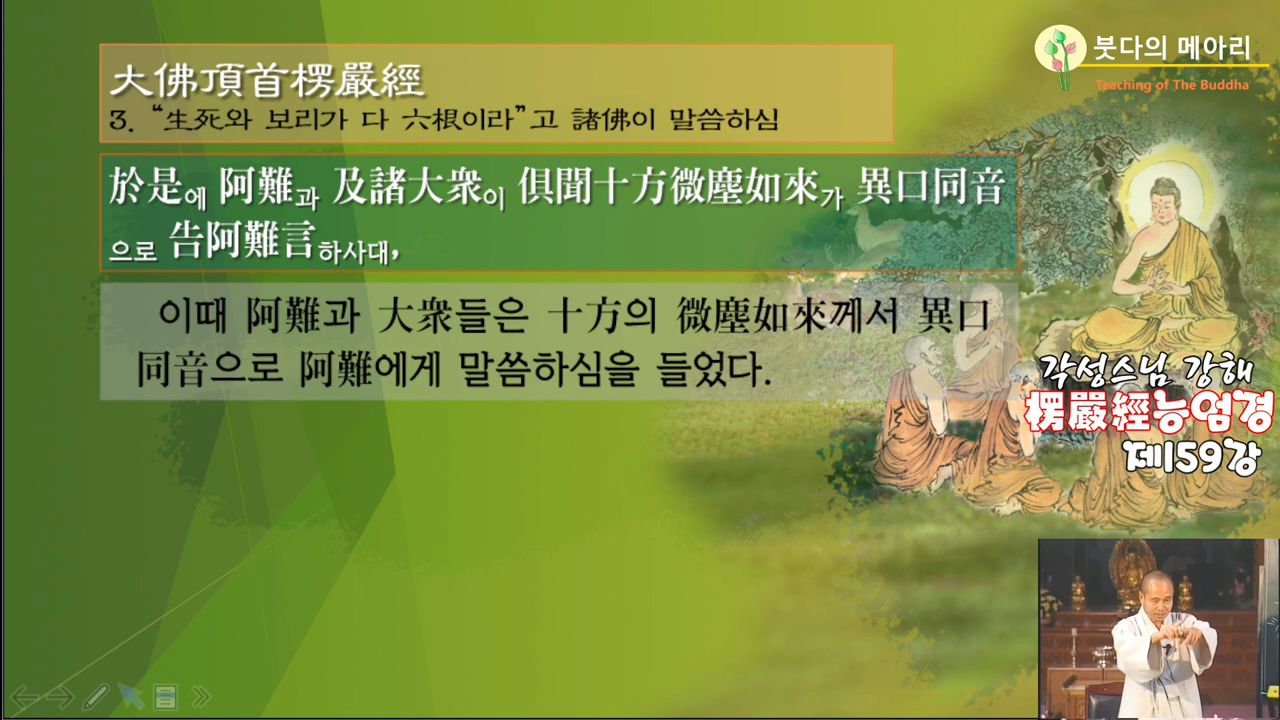 大佛頂首楞嚴經
3. “生死와 보리가 다 六根이라”고 諸佛이 말씀하심
於是에 阿難과 及諸大衆이 俱聞十方微塵如來가 異口同音
으로 告阿難言하사대,
이때 阿難과 大衆들은 十方의 微塵如來께서 異口
同音으로 阿難에게 말씀하심을 들었다.
붓다의 메아리
Teaching of The Buddha
각성스님 강해
楞嚴經능엄경
제159강